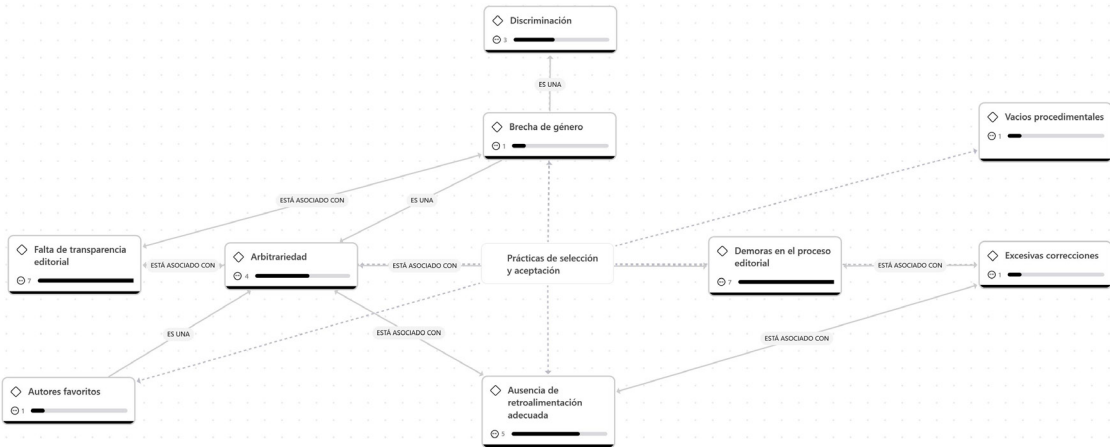 Discriminación
3
ES UNA
Brecha de género
1
Vacios procedimentales
1
ESTÁ ASOCIADO CON
ES UNA
Falta de transparencia
editorial
7
ESTÁ ASOCIADO CON
Arbitrariedad
4
ESTÁ ASOCIADO CON
Prácticas de selección
y aceptación
Demoras en el proceso
editorial
7
ESTÁ ASOCIADO CON
Excesivas correcciones
1
ES UNA
ESTÁ ASOCIADO CON
ESTÁ ASOCIADO CON
Autores favoritos
1
Ausencia de
retroalimentación
adecuada
5